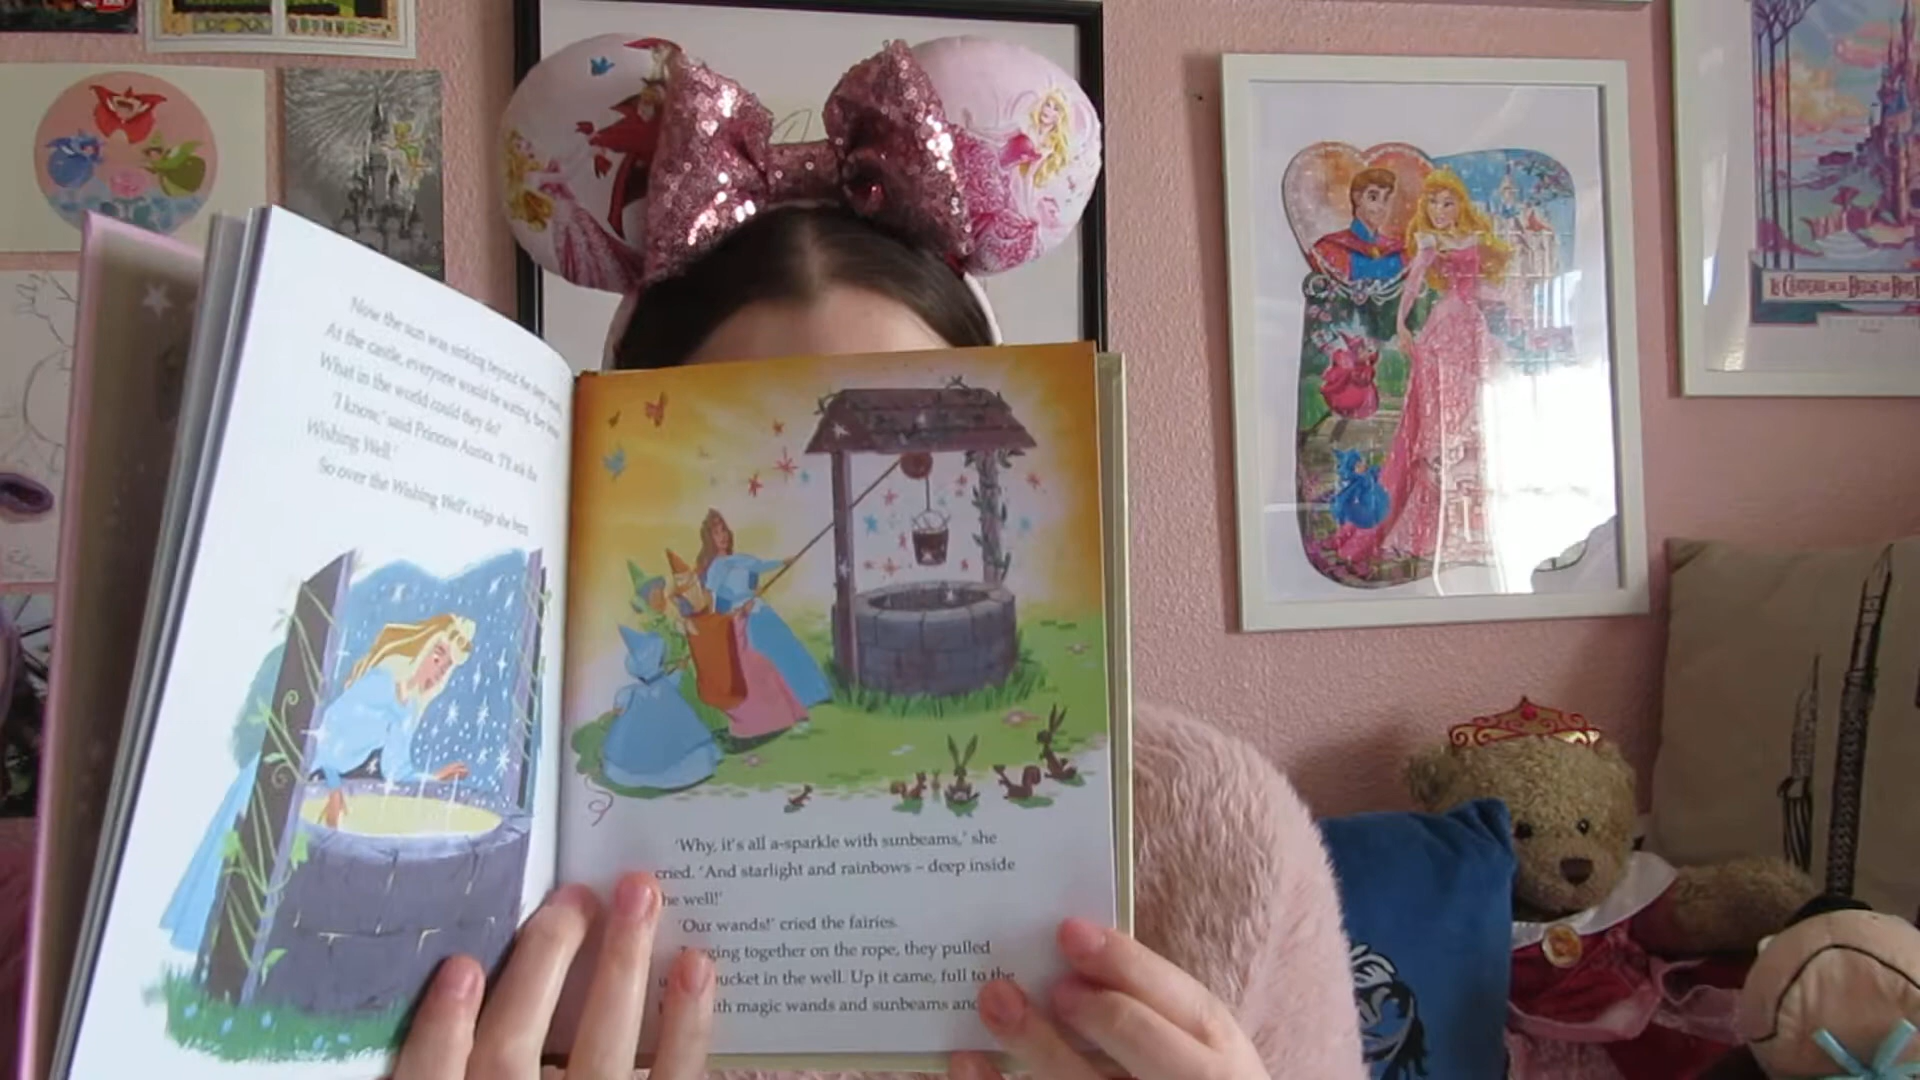 Now the sun was sinking beyond the
At the castle, everyone would be waiting, they
What in the world could they do?
'I know,' said Princess Aurora. 'I'll ask the
Wishing Well.'
So over the Wishing Well's edge she bent.
'Why, it's all a-sparkle with sunbeams,' she
cried. 'And starlight and rainbows – deep inside
he well!'
'Our wands!' cried the fairies.
together on the rope, they pulled
ucket in the well. Up it came, full to the
ith magic wands and sunbeams and